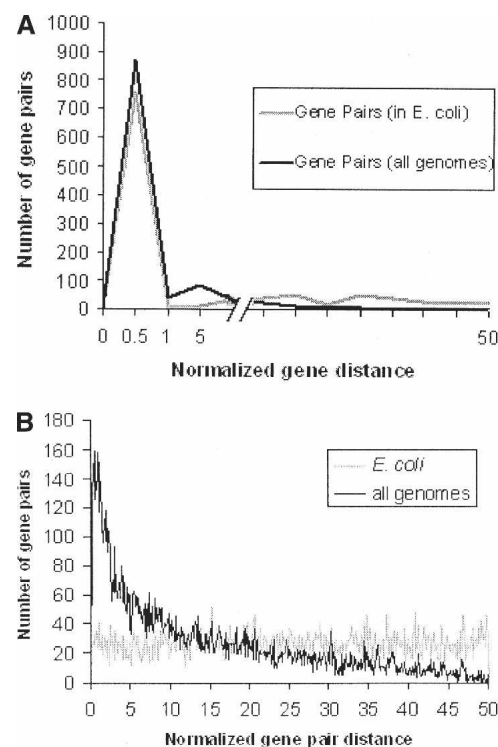 A
Number of gene pairs
1000
900
800
700
600
500
400
300
200
100
0
0 0.5 1 5 50
Normalized gene distance
Gene Pairs (in E. coli)
Gene Pairs (all genomes)
B
Number of gene pairs
180
160
140
120
100
80
60
40
20
0
0 5 10 15 20 25 30 35 40 45 50
Normalized gene pair distance
E. coli
all genomes